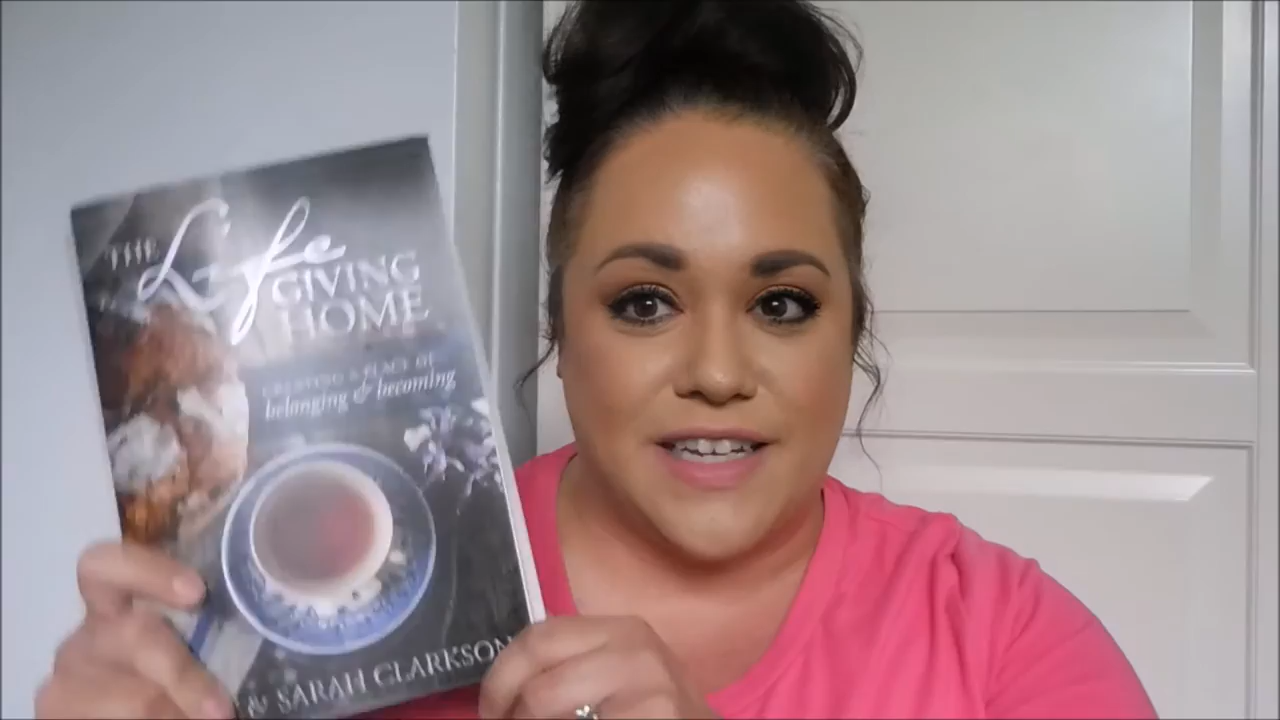 THE Life
GIVING
HOME
CREATING A PLACE OF
belonging & becoming
& SARAH CLARKSON